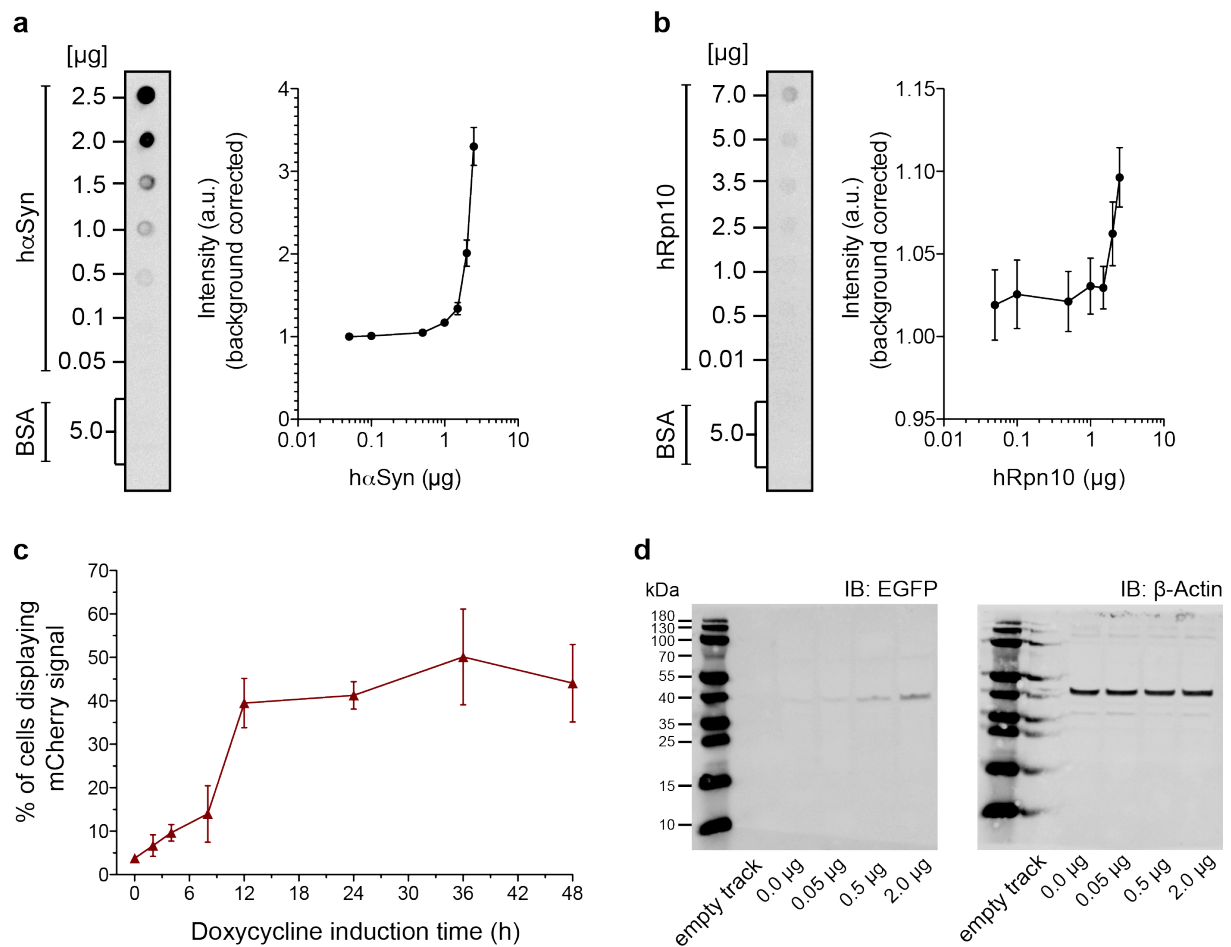 a
[µg]
hαSyn
2.5
2.0
1.5
1.0
0.5
0.1
0.05
BSA
5.0
Intensity (a.u.)
(background corrected)
4
3
2
1
0
0.01 0.1 1 10
hαSyn (µg)
b
[µg]
hRpn10
7.0
5.0
3.5
2.5
1.0
0.5
0.01
BSA
5.0
Intensity (a.u.)
(background corrected)
1.15
1.10
1.05
1.00
0.95
0.01 0.1 1 10
hRpn10 (µg)
c
% of cells displaying
mCherry signal
70
60
50
40
30
20
10
0
0 6 12 18 24 30 36 42 48
Doxycycline induction time (h)
d
kDa
IB: EGFP
IB: β-Actin
180
130
100
70
55
40
35
25
15
10
empty track
0.0 µg
0.05 µg
0.5 µg
2.0 µg
empty track
0.0 µg
0.05 µg
0.5 µg
2.0 µg